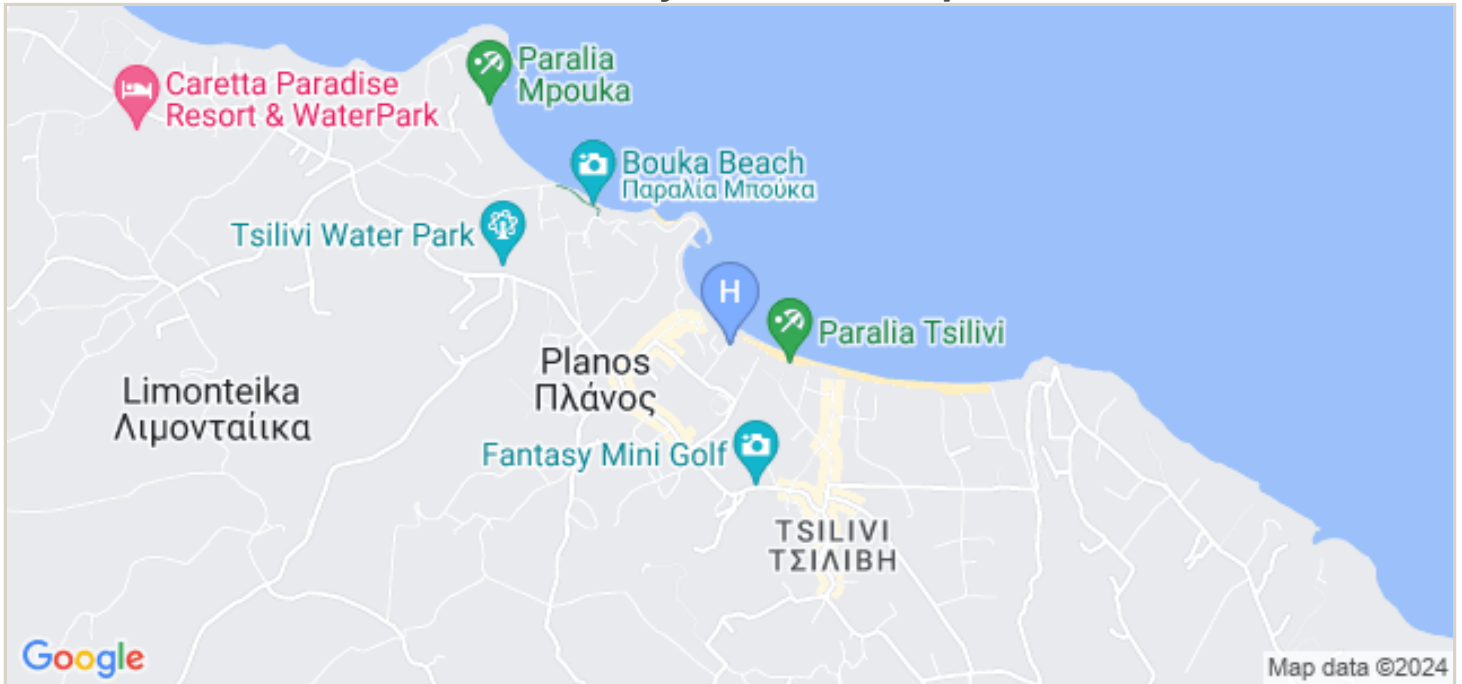 Paralia
Mpouka
Caretta Paradise
Resort & WaterPark
Bouka Beach
Παραλία Μπούκα
Tsilivi Water Park
H
Paralia Tsilivi
Planos
Πλάνος
Limonteika
Λιμονταίικα
Fantasy Mini Golf
TSILIVI
ΤΣΙΛΙΒΗ
Google
Map data ©2024